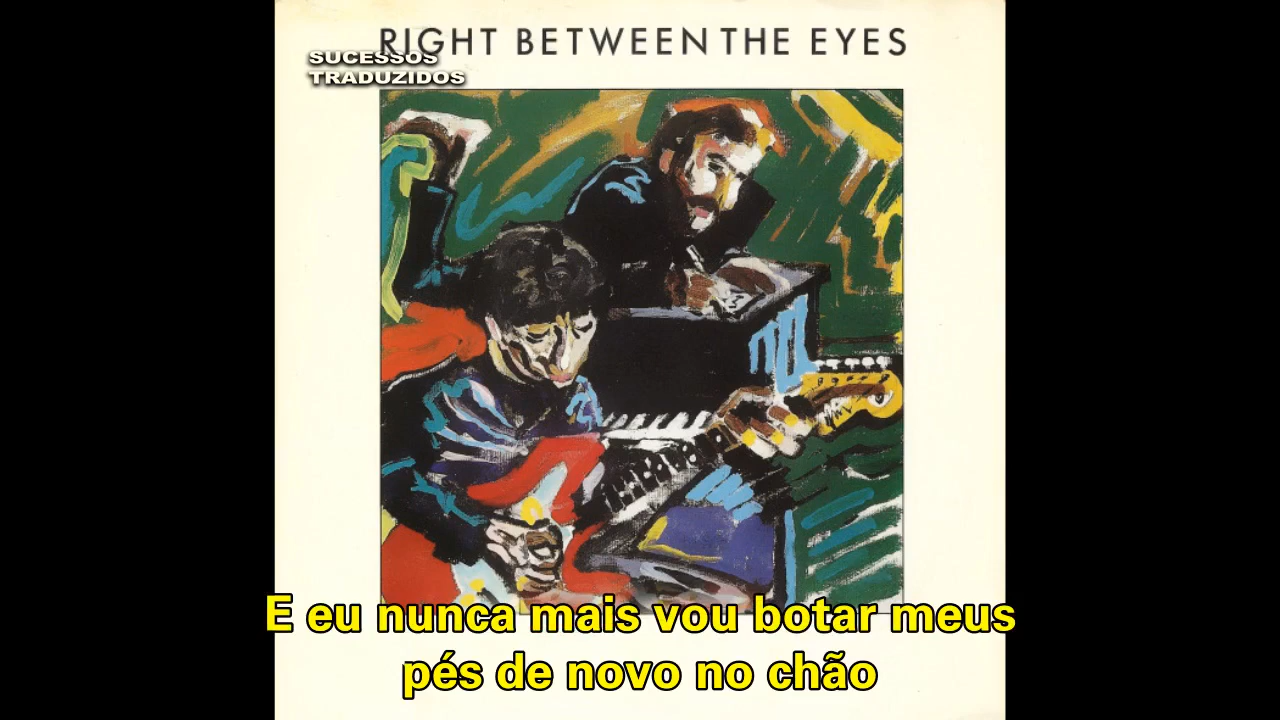 RIGHT BETWEEN THE EYES
SUCESSOS
TRADUZIDOS
E eu nunca mais vou botar meus
pés de novo no chão